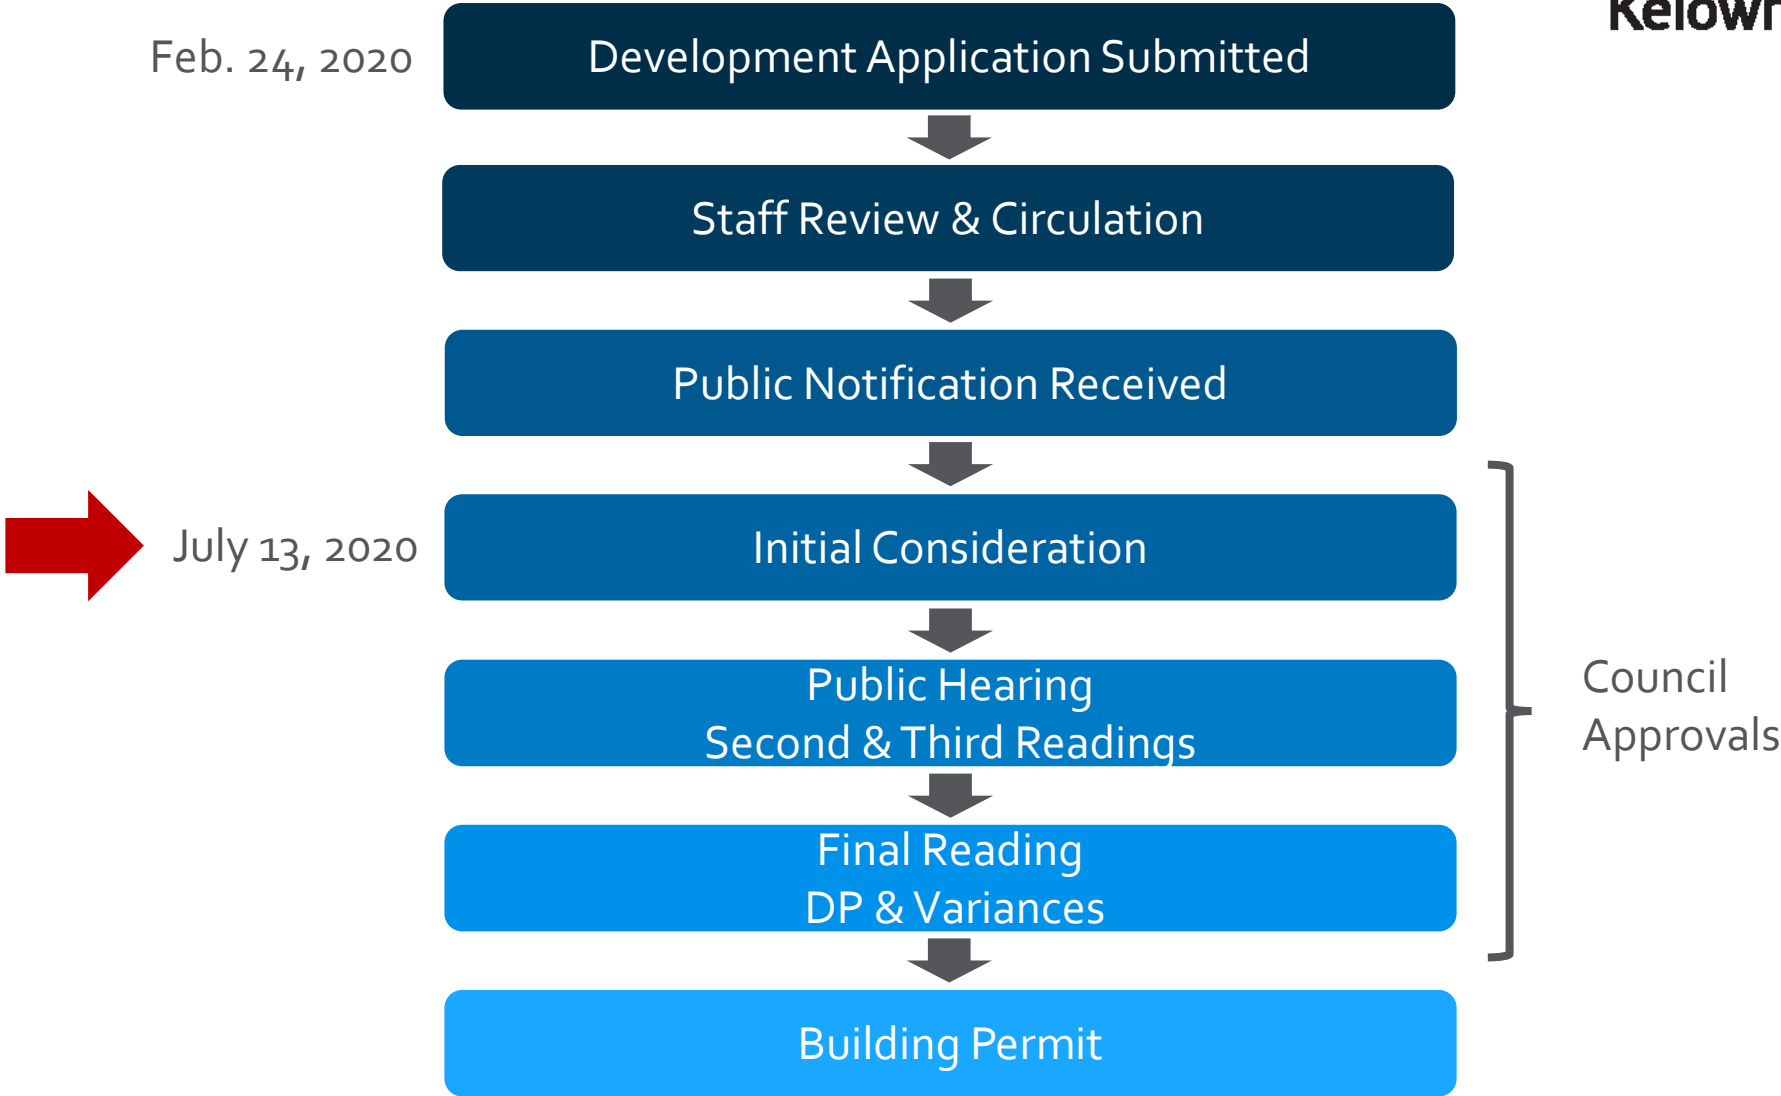 Kelown
Feb. 24, 2020
Development Application Submitted
Staff Review & Circulation
Public Notification Received
July 13, 2020
Initial Consideration
Public Hearing
Second & Third Readings
Council
Approvals
Final Reading
DP & Variances
Building Permit